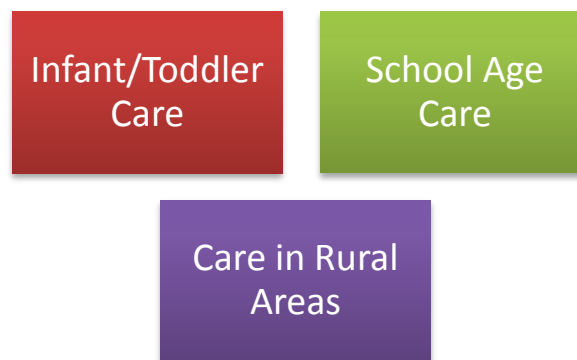 Infant/Toddler
Care
School Age
Care
Care in Rural
Areas